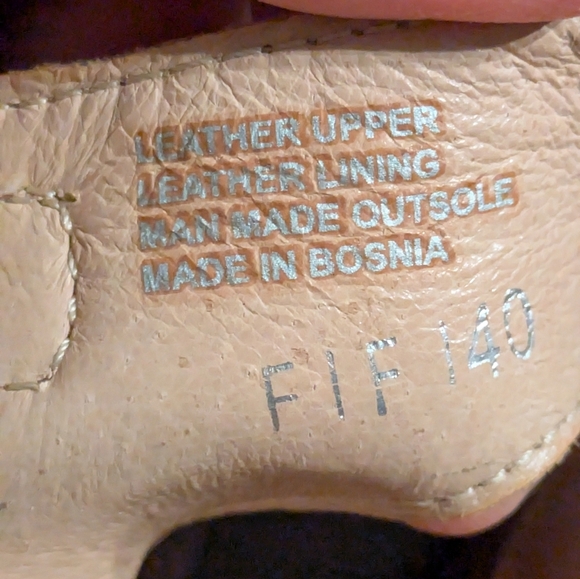 LEATHER UPPER
LEATHER LINING
MAN MADE OUTSOLE
MADE IN BOSNIA
FIF 140